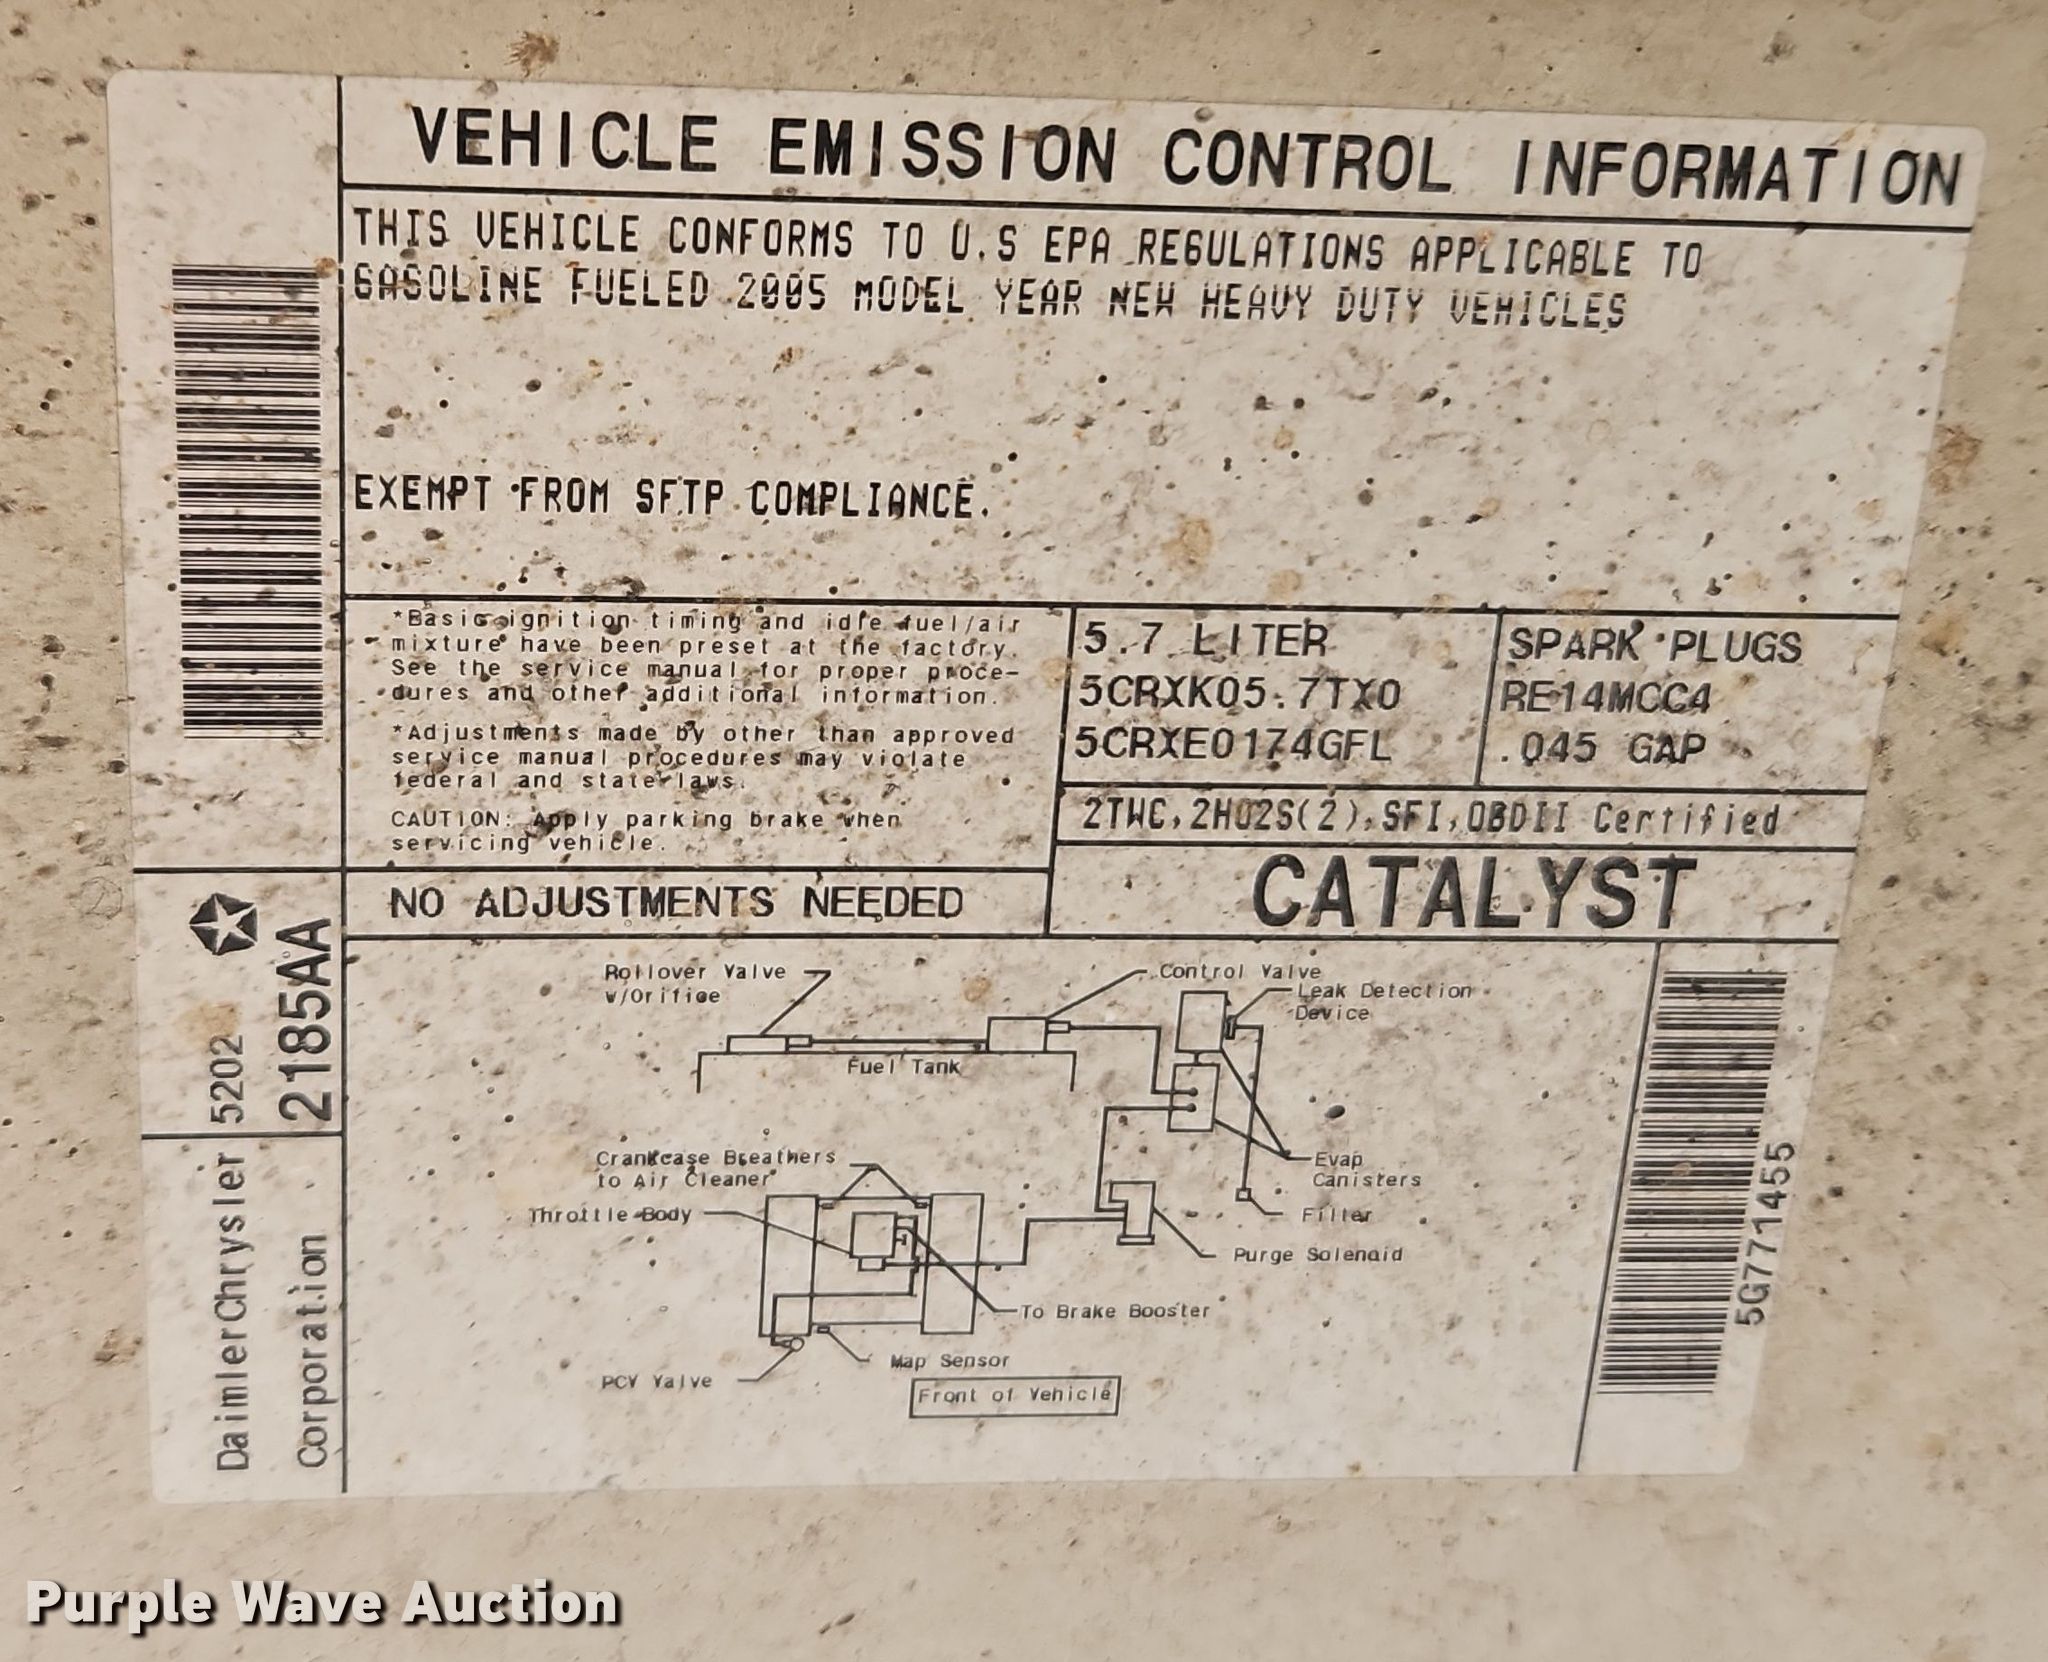 VEHICLE EMISSION CONTROL INFORMATION
THIS VEHICLE CONFORMS TO U.S EPA REGULATIONS APPLICABLE TO
GASOLINE FUELED 2005 MODEL YEAR NEW HEAVY DUTY VEHICLES
EXEMPT FROM SFTP COMPLIANCE.
*Basic ignition timing and idle fuel/air
mixture have been preset at the factory.
See the service manual for proper proce-
dures and other additional information.
*Adjustments made by other than approved
service manual procedures may violate
federal and state laws.
CAUTION: Apply parking brake when
servicing vehicle.
NO ADJUSTMENTS NEEDED
5.7 LITER
5CRXK05.7TX0
5CRXE0174GFL
SPARK PLUGS
RE14MCC4
.045 GAP
2TWC,2HO2S(2),SFI,OBDII Certified
CATALYST
DaimlerChrysler
Corporation
5202
2185AA
Rollover Valve
w/Orifice
Control Valve
Leak Detection
Device
Fuel Tank
Crankcase Breathers
to Air Cleaner
Evap
Canisters
Throttle Body
Filter
Purge Solenoid
To Brake Booster
Map Sensor
PCV Valve
Front of Vehicle
5G771455
Purple Wave Auction